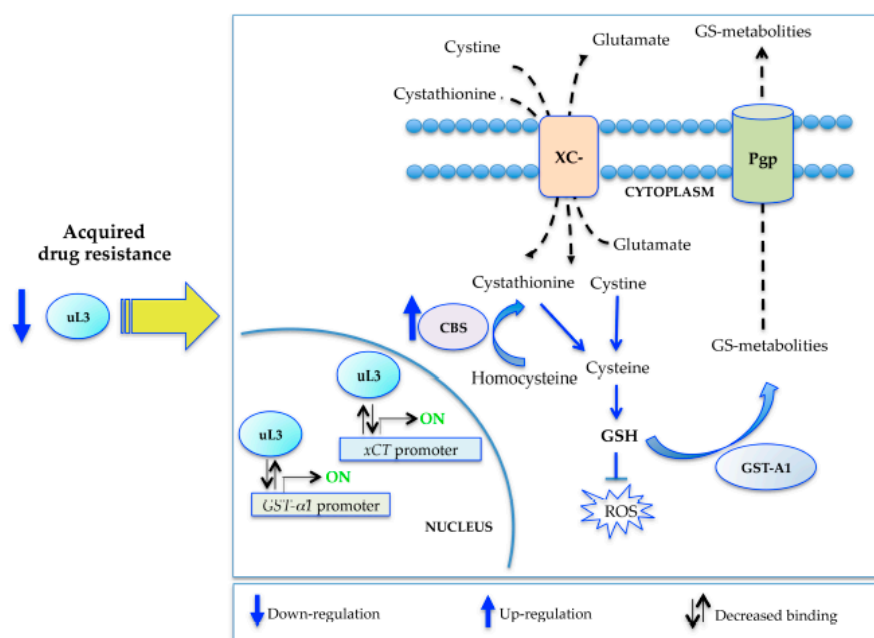 Cystine
Glutamate
GS-metabolities
Cystathionine
XC-
Pgp
CYTOPLASM
Acquired
drug resistance
uL3
Glutamate
Cystathionine
Cystine
CBS
GS-metabolities
Homocysteine
Cysteine
uL3
ON
xCT promoter
uL3
ON
GST-α1 promoter
GSH
GST-A1
ROS
NUCLEUS
Down-regulation
Up-regulation
Decreased binding